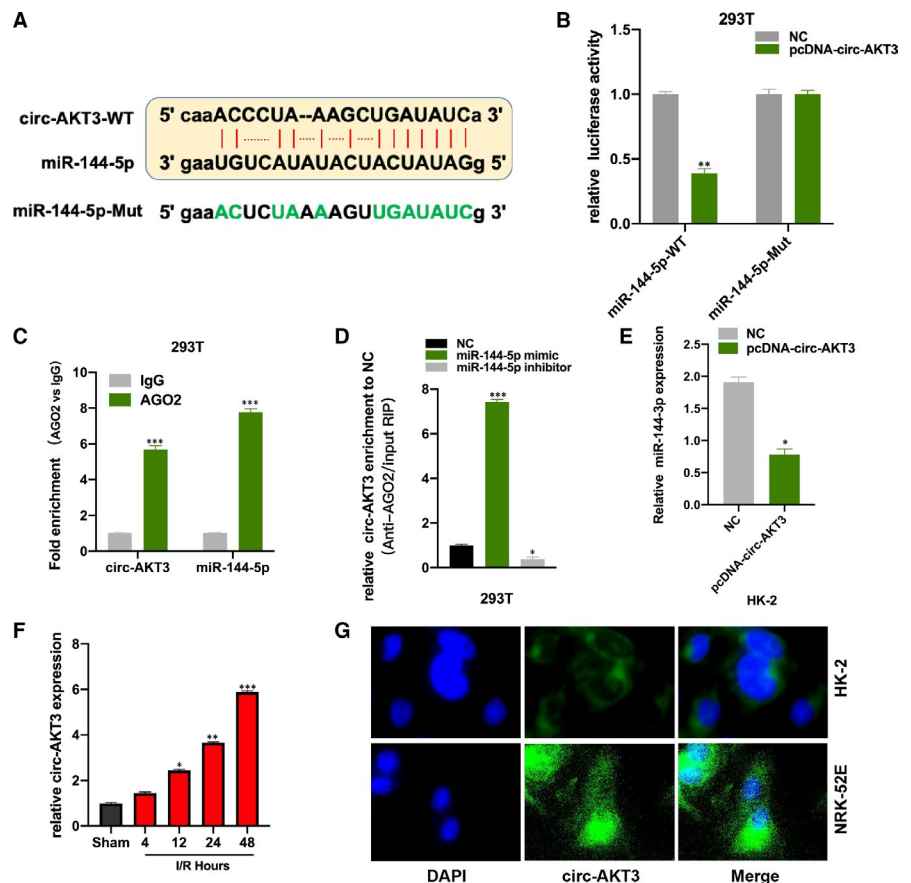 A
circ-AKT3-WT 5' caaACCCUA--AAGCUGAUAUCa 3'
miR-144-5p 3' gaaUGUCAUAUACUACUAUAGg 5'
miR-144-5p-Mut 5' gaaACUCUAAAAGUUGAUAUCg 3'
B
293T
NC
pcDNA-circ-AKT3
relative luciferase activity
1.5
1.0
0.5
0.0
**
miR-144-5p-WT
miR-144-5p-Mut
C
293T
IgG
AGO2
Fold enrichment (AGO2 vs IgG)
10
8
6
4
2
0
***
***
circ-AKT3
miR-144-5p
D
NC
miR-144-5p mimic
miR-144-5p inhibitor
relative circ-AKT3 enrichment to NC
(Anti-AGO2/input RIP)
8
6
4
2
0
***
*
293T
E
NC
pcDNA-circ-AKT3
Relative miR-144-3p expression
2.0
1.5
1.0
0.5
0.0
*
NC
pcDNA-circ-AKT3
HK-2
F
relative circ-AKT3 expression
8
6
4
2
0
*
**
***
Sham 4 12 24 48
I/R Hours
G
HK-2
NRK-52E
DAPI circ-AKT3 Merge